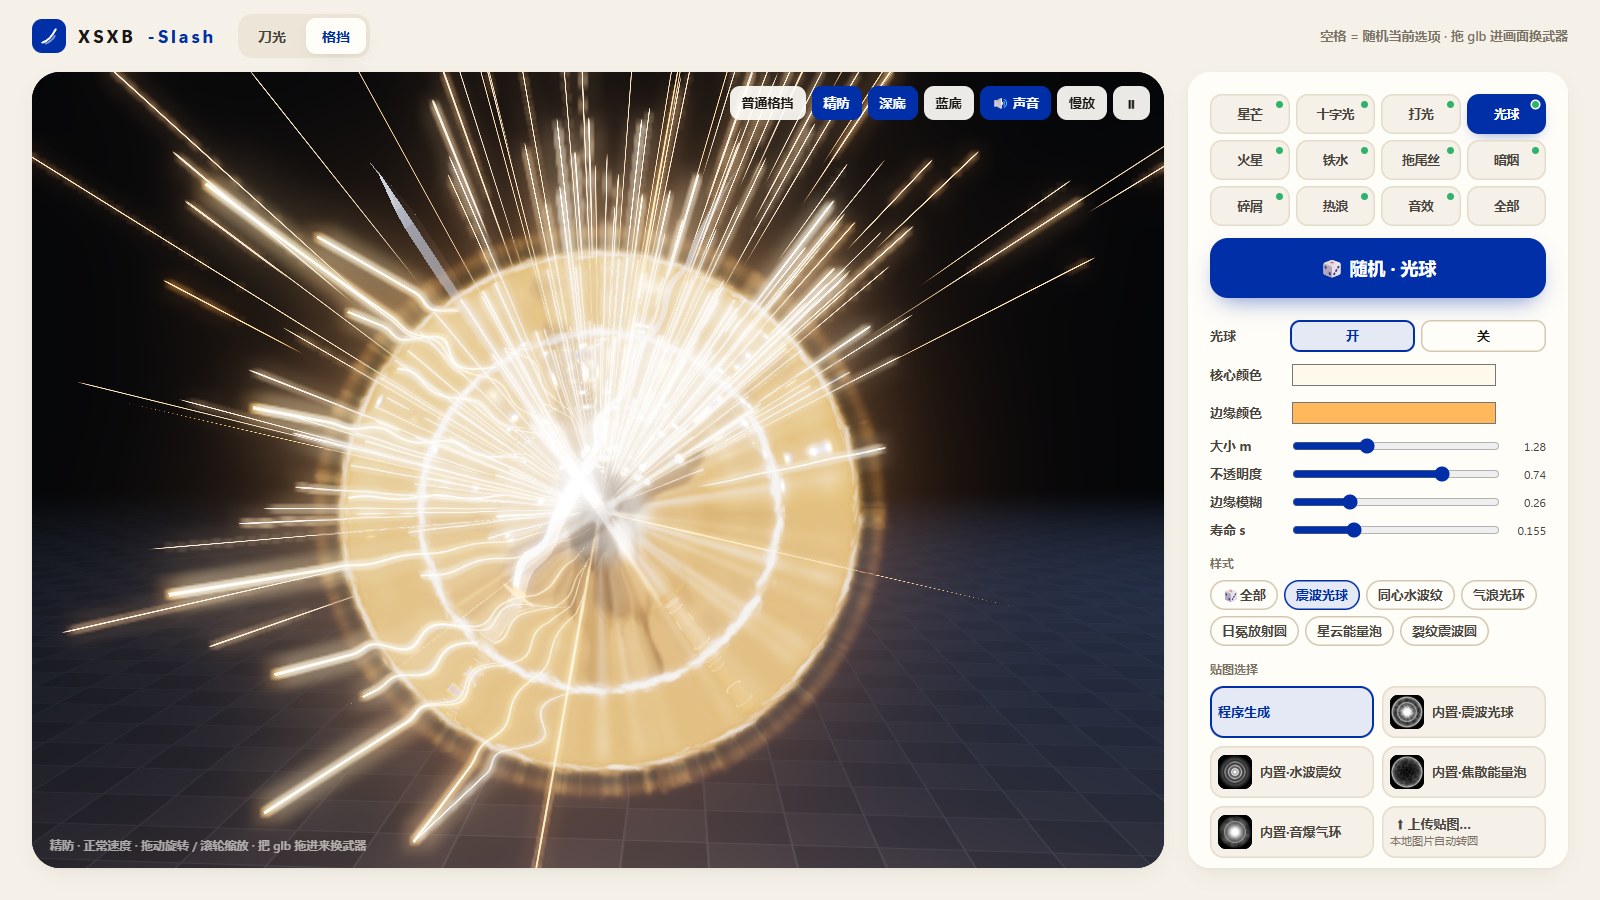 XSXB -Slash
刀光
格挡
空格 = 随机当前选项 · 拖 glb 进画面换武器
普通格挡
精防
深底
蓝底
声音
慢放
星芒
十字光
打光
光球
火星
铁水
拖尾丝
暗烟
碎屑
热浪
音效
全部
随机 · 光球
光球
开
关
核心颜色
边缘颜色
大小 m
1.28
不透明度
0.74
边缘模糊
0.26
寿命 s
0.155
样式
全部
震波光球
同心水波纹
气浪光环
日冕放射圆
星云能量泡
裂纹震波圆
贴图选择
程序生成
内置·震波光球
内置·水波震纹
内置·焦散能量泡
内置·音爆气环
⬆ 上传贴图...
本地图片自动转圆
精防 · 正常速度 · 拖动旋转 / 滚轮缩放 · 把 glb 拖进来换武器